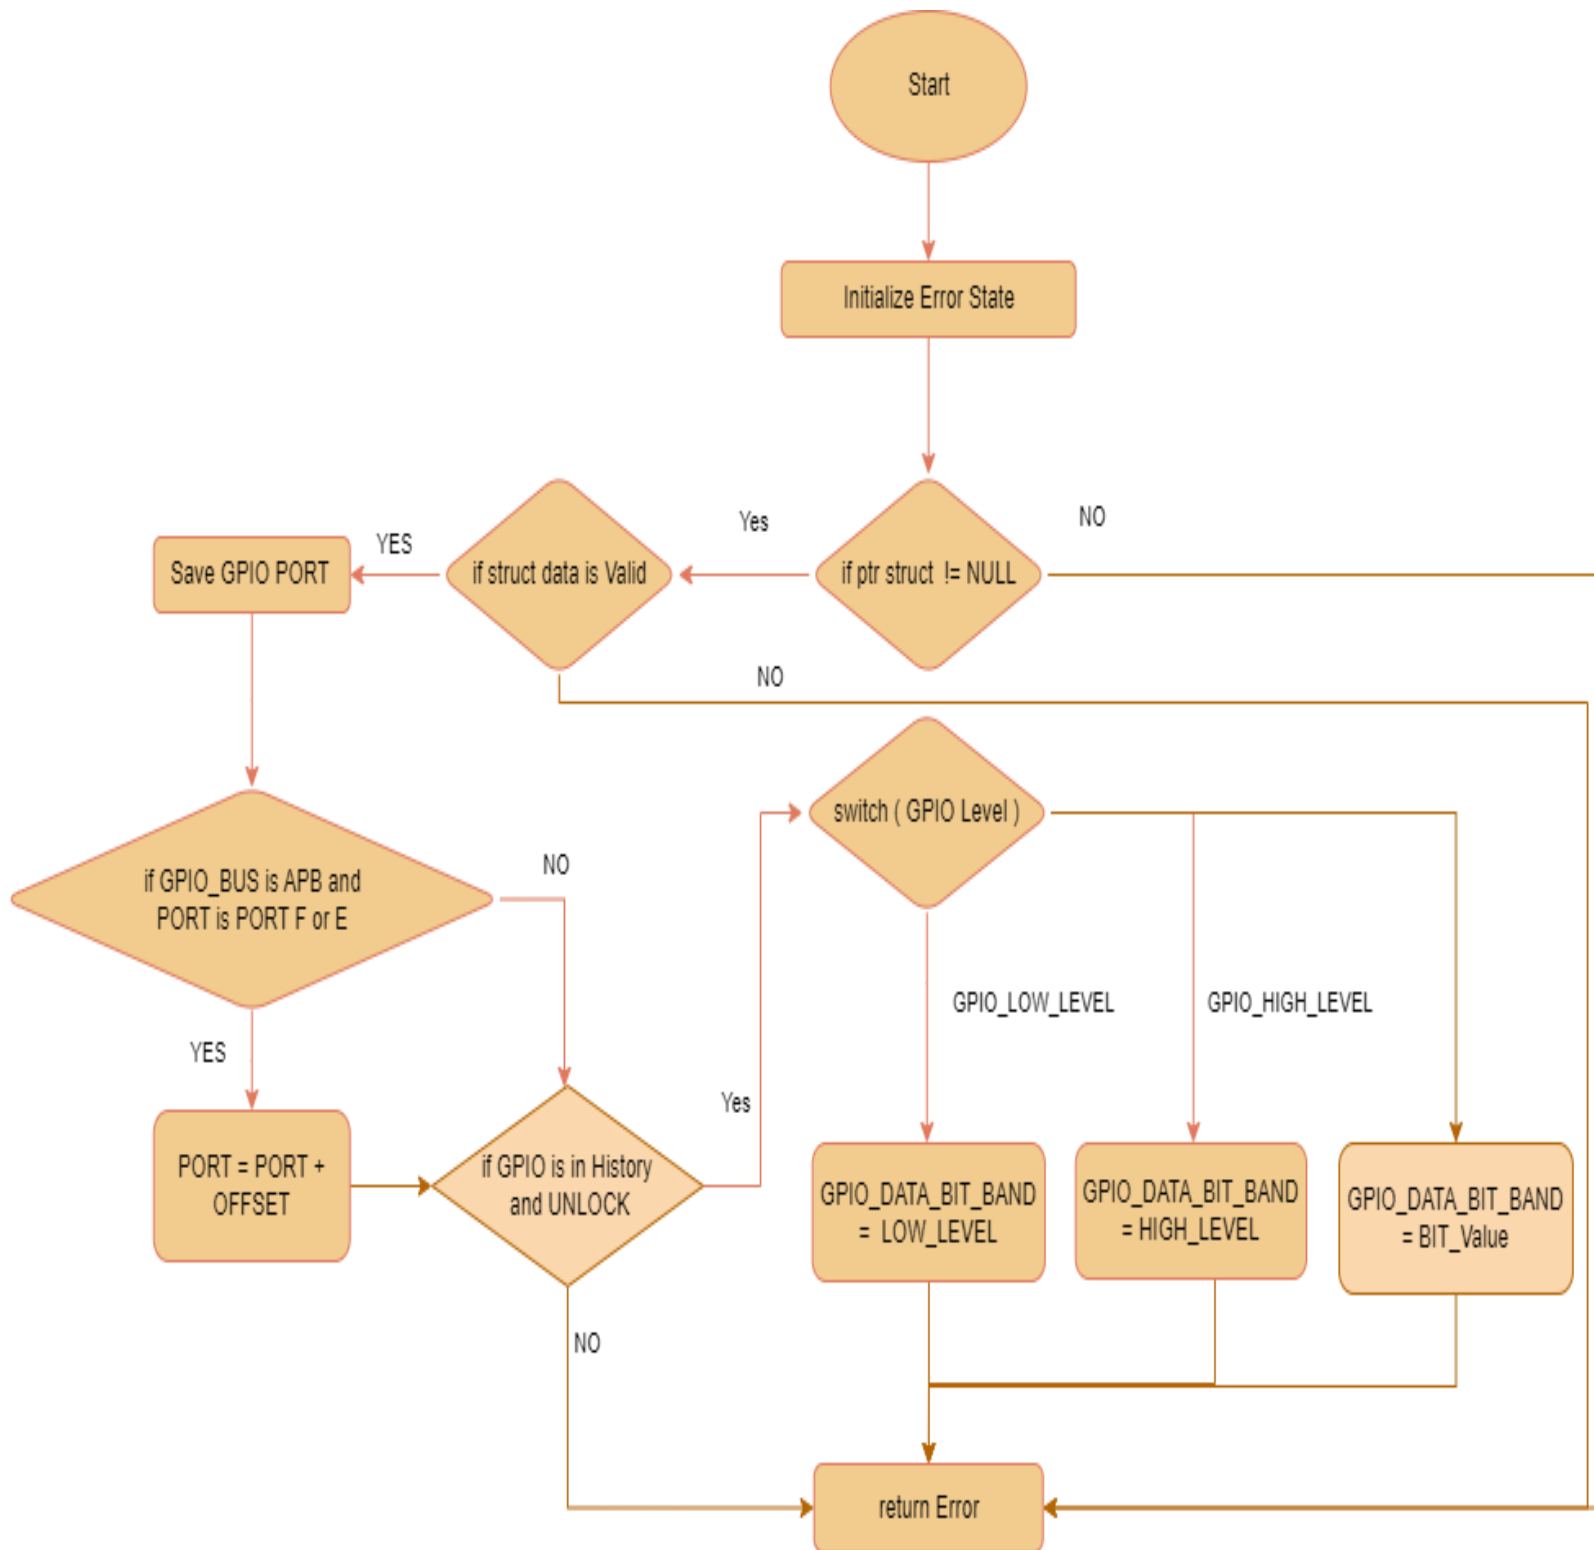 Start
Initialize Error State
NO
Yes
YES
Save GPIO PORT
if struct data is Valid
if ptr struct != NULL
NO
switch ( GPIO Level )
NO
if GPIO_BUS is APB and
PORT is PORT F or E
GPIO_LOW_LEVEL
GPIO_HIGH_LEVEL
YES
Yes
PORT = PORT +
OFFSET
if GPIO is in History
and UNLOCK
GPIO_DATA_BIT_BAND
= LOW_LEVEL
GPIO_DATA_BIT_BAND
= HIGH_LEVEL
GPIO_DATA_BIT_BAND
= BIT_Value
NO
return Error